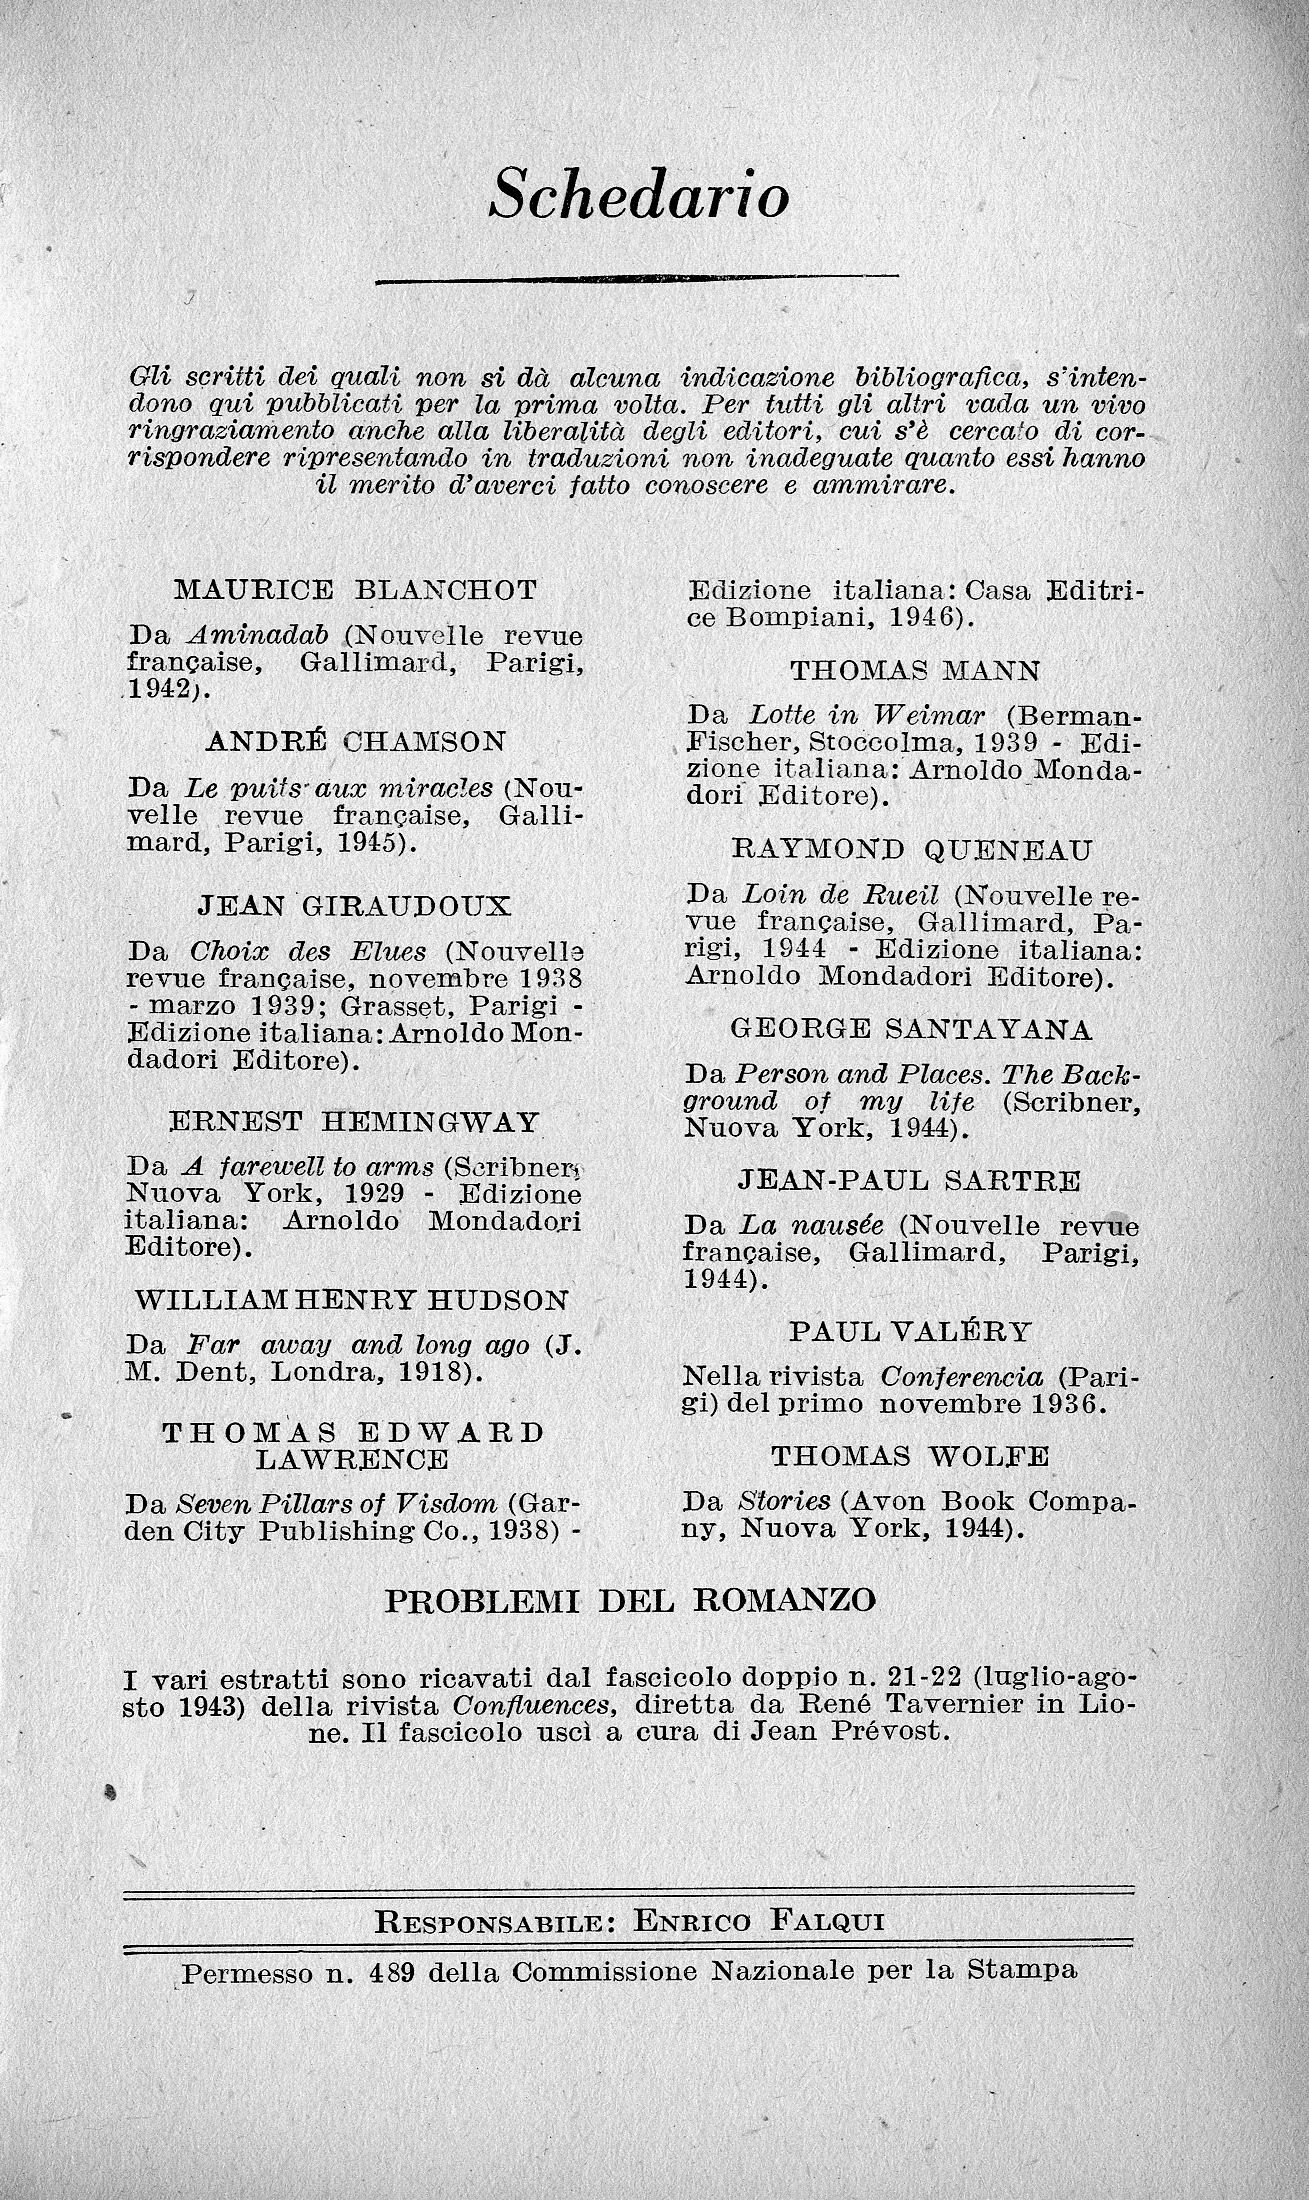 Schedario
Gli scritti dei quali non si dà alcuna indicazione bibliografica, s'inten-
dono qui pubblicati per la prima volta. Per tutti gli altri vada un vivo
ringraziamento anche alla liberalità degli editori, cui s'è cercato di cor-
rispondere ripresentando in traduzioni non inadeguate quanto essi hanno
il merito d'averci fatto conoscere e ammirare.
MAURICE BLANCHOT
Da Aminadab (Nouvelle revue
française, Gallimard, Parigi,
1942).
ANDRÉ CHAMSON
Da Le puits aux miracles (Nou-
velle revue française, Galli-
mard, Parigi, 1945).
JEAN GIRAUDOUX
Da Choix des Elues (Nouvelle
revue française, novembre 1938
- marzo 1939; Grasset, Parigi -
Edizione italiana: Arnoldo Mon-
dadori Editore).
ERNEST HEMINGWAY
Da A farewell to arms (Scribner,
Nuova York, 1929 - Edizione
italiana: Arnoldo Mondadori
Editore).
WILLIAM HENRY HUDSON
Da Far away and long ago (J.
M. Dent, Londra, 1918).
THOMAS EDWARD
LAWRENCE
Da Seven Pillars of Visdom (Gar-
den City Publishing Co., 1938) -
Edizione italiana: Casa Editri-
ce Bompiani, 1946).
THOMAS MANN
Da Lotte in Weimar (Berman-
Fischer, Stoccolma, 1939 - Edi-
zione italiana: Arnoldo Monda-
dori Editore).
RAYMOND QUENEAU
Da Loin de Rueil (Nouvelle re-
vue française, Gallimard, Pa-
rigi, 1944 - Edizione italiana:
Arnoldo Mondadori Editore).
GEORGE SANTAYANA
Da Person and Places. The Back-
ground of my life (Scribner,
Nuova York, 1944).
JEAN-PAUL SARTRE
Da La nausée (Nouvelle revue
française, Gallimard, Parigi,
1944).
PAUL VALÉRY
Nella rivista Conferencia (Pari-
gi) del primo novembre 1936.
THOMAS WOLFE
Da Stories (Avon Book Compa-
ny, Nuova York, 1944).
PROBLEMI DEL ROMANZO
I vari estratti sono ricavati dal fascicolo doppio n. 21-22 (luglio-ago-
sto 1943) della rivista Confluences, diretta da René Tavernier in Lio-
ne. Il fascicolo uscì a cura di Jean Prévost.
RESPONSABILE: ENRICO FALQUI
Permesso n. 489 della Commissione Nazionale per la Stampa